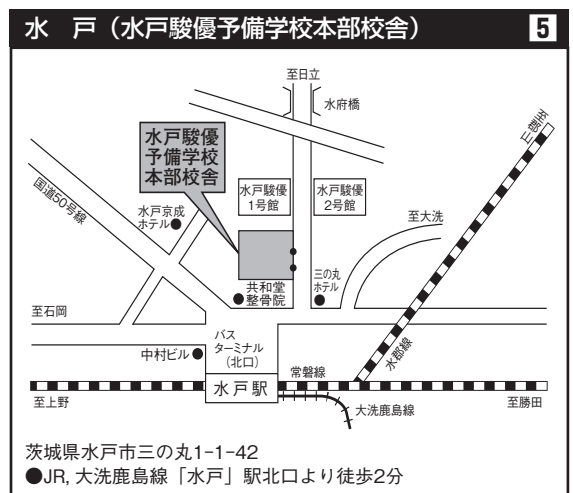 水 戸（水戸駿優予備学校本部校舎） 5
至日立
水府橋
至磐田
水戸駿優
予備学校
本部校舎
国道50号線
水戸京成
ホテル
水戸駿優
1号館
水戸駿優
2号館
至大洗
共和堂
整骨院
三の丸
ホテル
至石岡
バス
ターミナル
（北口）
中村ビル
水郡線
水戸駅
常磐線
至上野
大洗鹿島線
至勝田
茨城県水戸市三の丸1-1-42
●JR, 大洗鹿島線「水戸」駅北口より徒歩2分